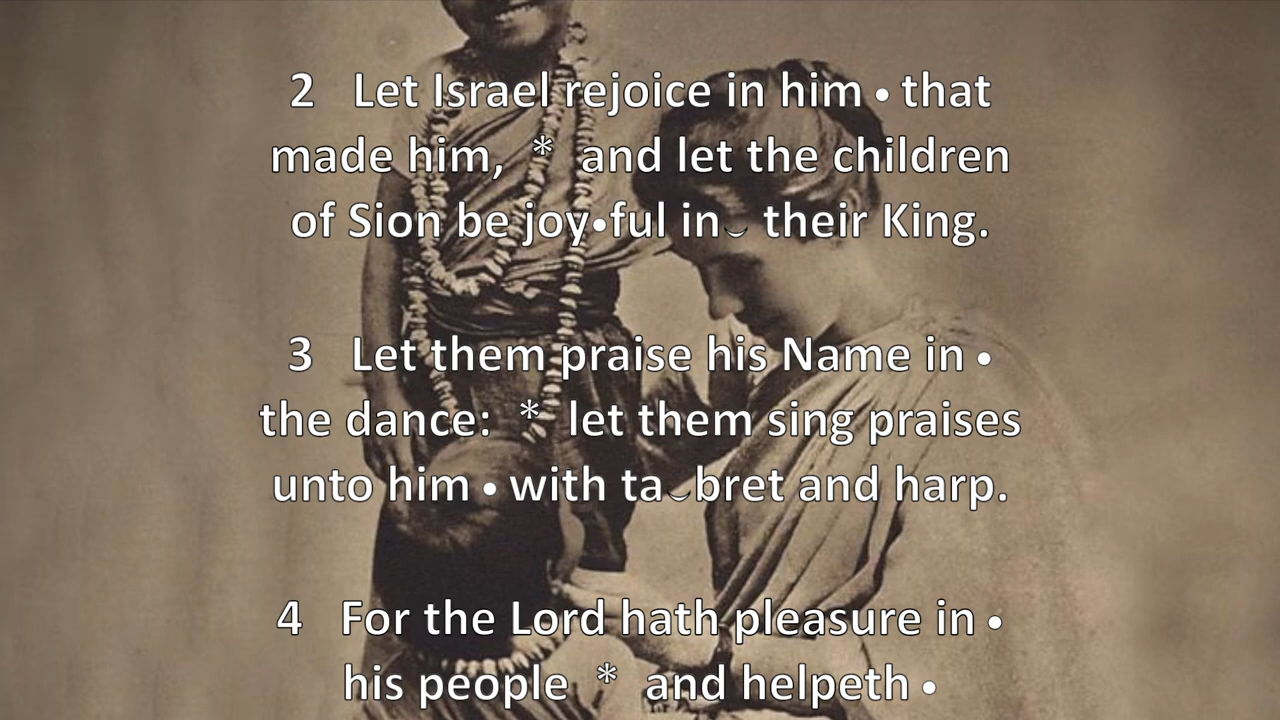 2 Let Israel rejoice in him • that
made him, * and let the children
of Sion be joy•ful in‿ their King.
3 Let them praise his Name in •
the dance: * let them sing praises
unto him • with ta‿bret and harp.
4 For the Lord hath pleasure in •
his people * and helpeth •